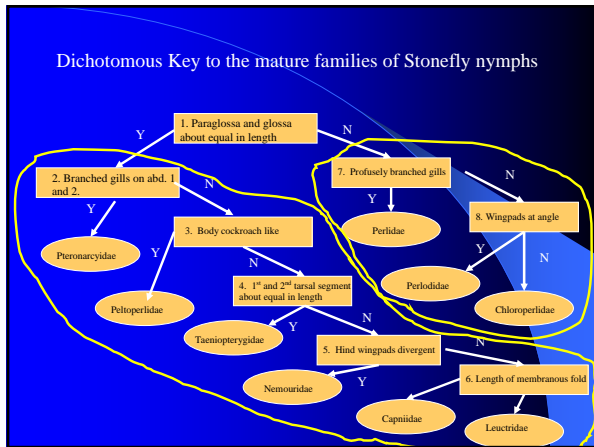 Dichotomous Key to the mature families of Stonefly nymphs
1. Paraglossa and glossa
about equal in length
Y
N
2. Branched gills on abd. 1
and 2.
7. Profusely branched gills
N
N
Y
Y
8. Wingpads at angle
3. Body cockroach like
Perlidae
Pteronarcyidae
Y
N
Y
N
4. 1st and 2nd tarsal segment
about equal in length
Perlodidae
Peltoperlidae
Chloroperlidae
Taeniopterygidae
Y
N
5. Hind wingpads divergent
N
Nemouridae
Y
6. Length of membranous fold
Capniidae
Leuctridae